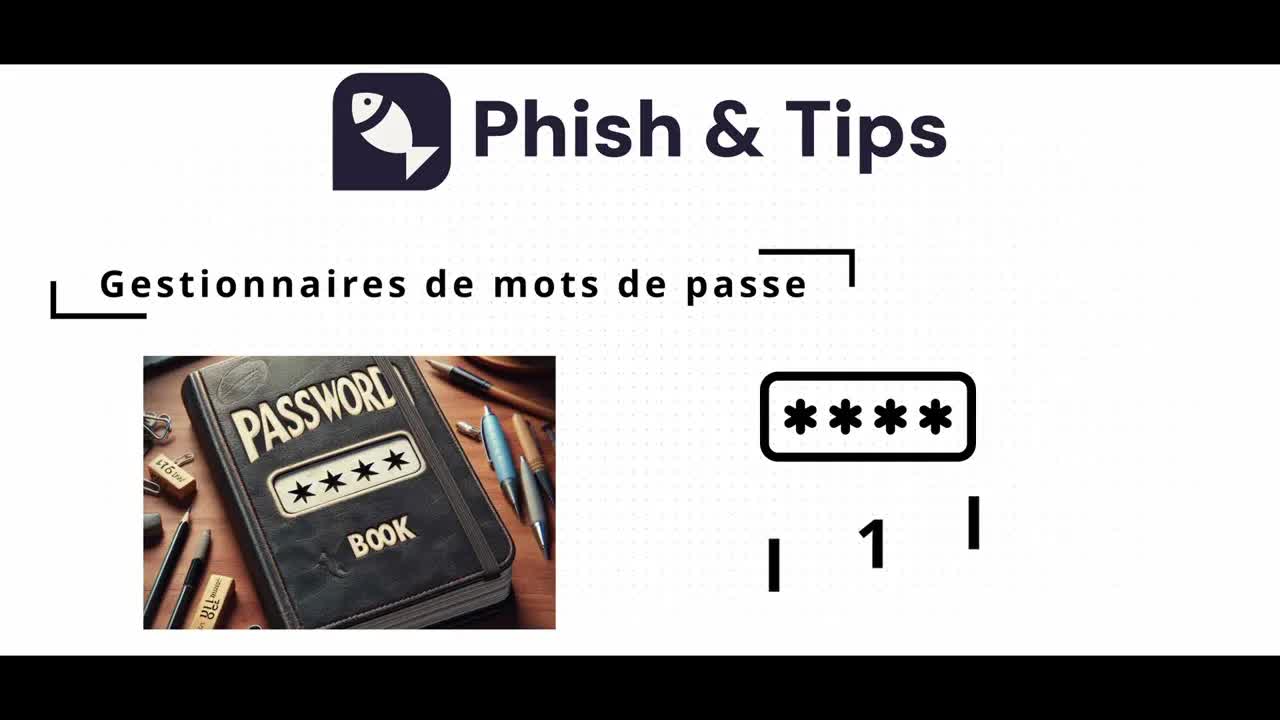 Phish & Tips
Gestionnaires de mots de passe
PASSWORD
****
BOOK
****
1